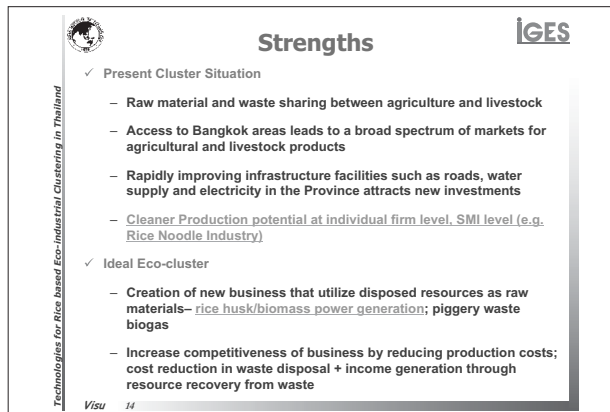 Strengths
IGES
Technologies for Rice based Eco-industrial Clustering in Thailand
✓ Present Cluster Situation
– Raw material and waste sharing between agriculture and livestock
– Access to Bangkok areas leads to a broad spectrum of markets for
agricultural and livestock products
– Rapidly improving infrastructure facilities such as roads, water
supply and electricity in the Province attracts new investments
– Cleaner Production potential at individual firm level, SMI level (e.g.
Rice Noodle Industry)
✓ Ideal Eco-cluster
– Creation of new business that utilize disposed resources as raw
materials– rice husk/biomass power generation; piggery waste
biogas
– Increase competitiveness of business by reducing production costs;
cost reduction in waste disposal + income generation through
resource recovery from waste
Visu 14